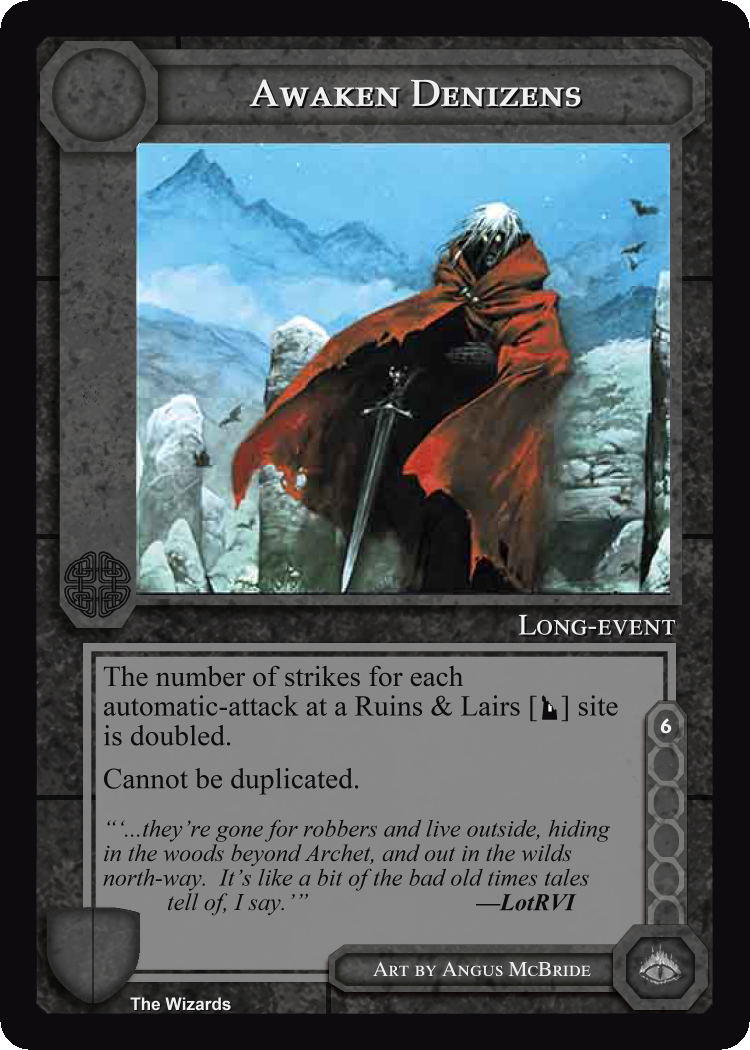 AWAKEN DENIZENS
LONG-EVENT
The number of strikes for each
automatic-attack at a Ruins & Lairs [] site
is doubled.
Cannot be duplicated.
6
“‘...they’re gone for robbers and live outside, hiding
in the woods beyond Archet, and out in the wilds
north-way. It’s like a bit of the bad old times tales
tell of, I say.’” —LotRVI
ART BY ANGUS MCBRIDE
The Wizards